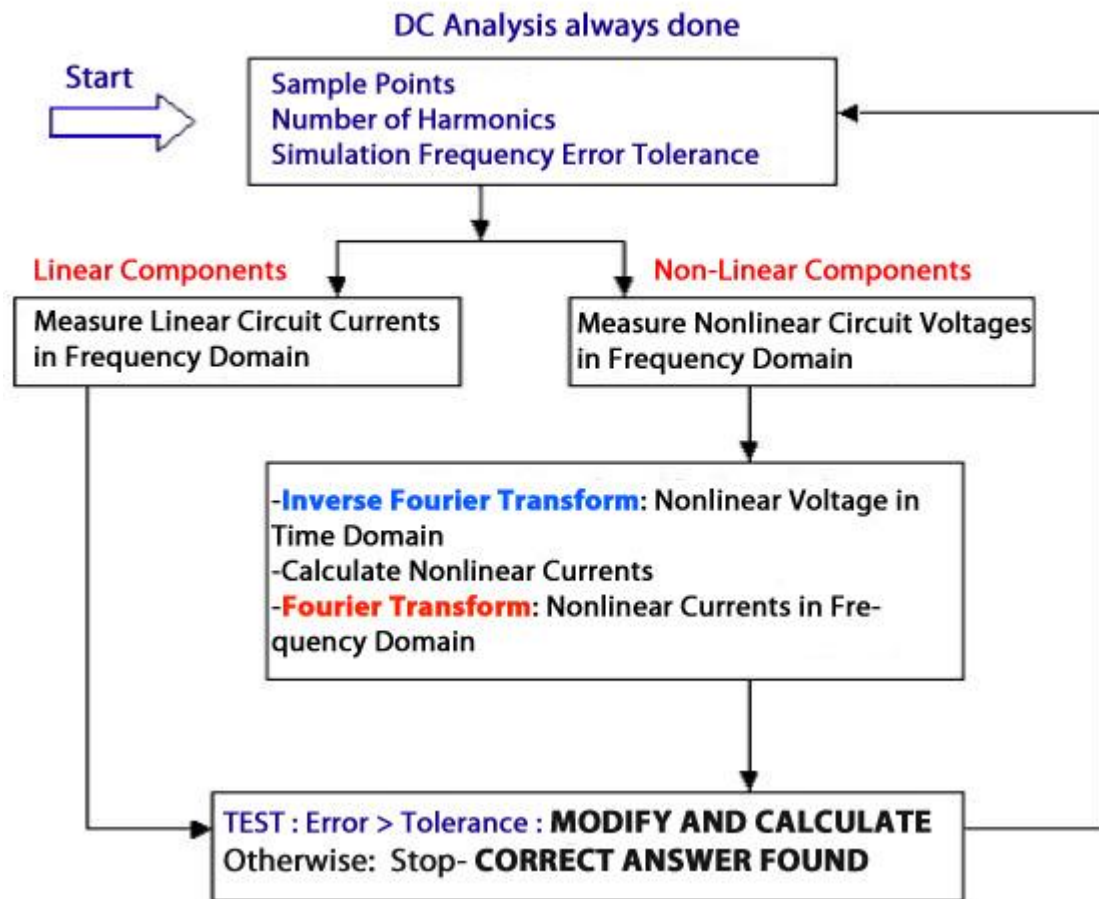 DC Analysis always done
Start
Sample Points
Number of Harmonics
Simulation Frequency Error Tolerance
Linear Components
Non-Linear Components
Measure Linear Circuit Currents
in Frequency Domain
Measure Nonlinear Circuit Voltages
in Frequency Domain
-Inverse Fourier Transform: Nonlinear Voltage in
Time Domain
-Calculate Nonlinear Currents
-Fourier Transform: Nonlinear Currents in Fre-
quency Domain
TEST : Error > Tolerance : MODIFY AND CALCULATE
Otherwise: Stop- CORRECT ANSWER FOUND